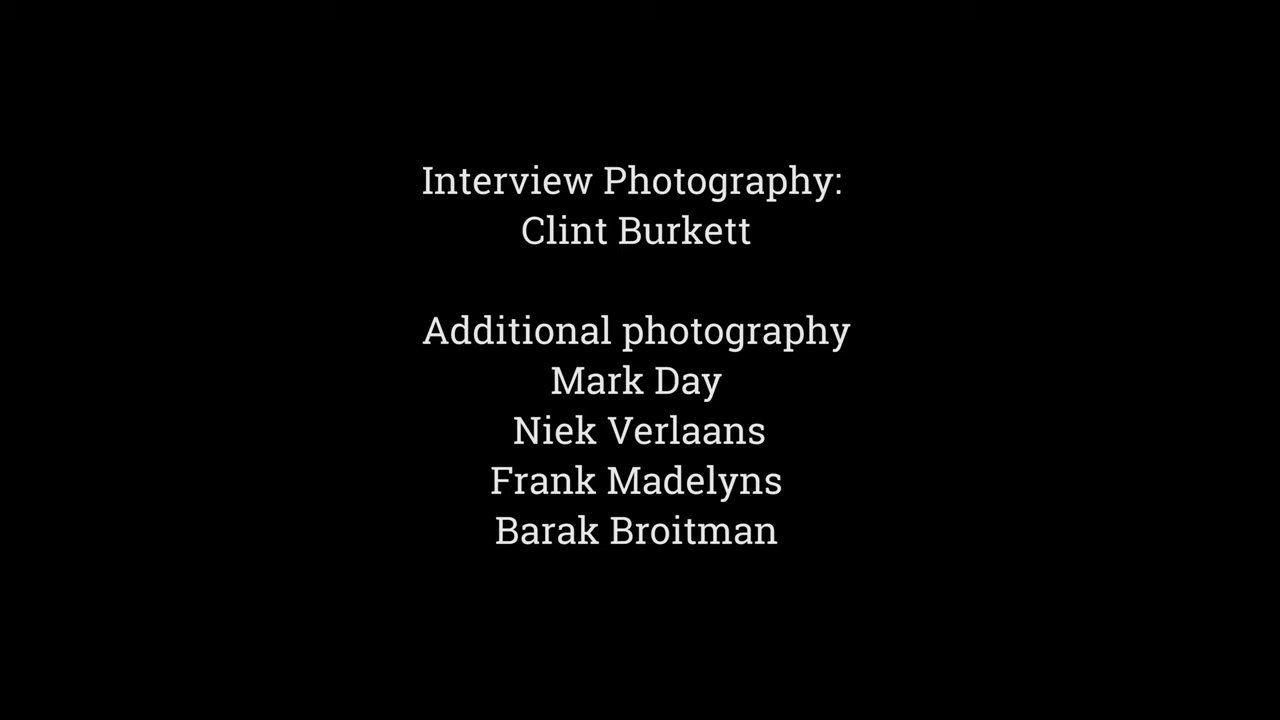 Interview Photography:
Clint Burkett
Additional photography
Mark Day
Niek Verlaans
Frank Madelyns
Barak Broitman